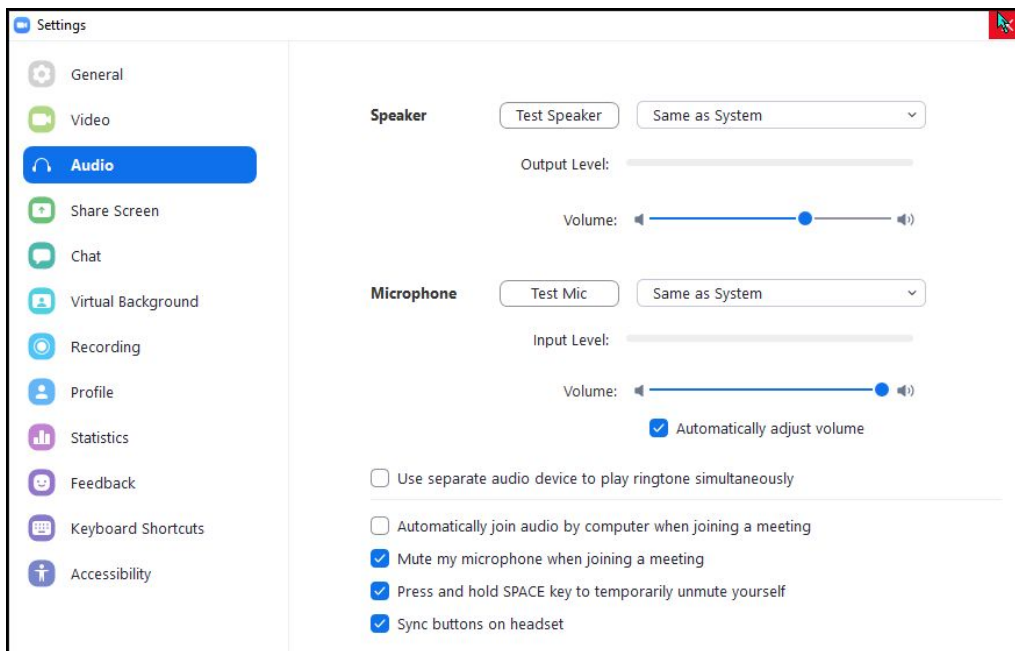 Settings
General
Video
Audio
Share Screen
Chat
Virtual Background
Recording
Profile
Statistics
Feedback
Keyboard Shortcuts
Accessibility
Speaker Test Speaker Same as System
Output Level:
Volume:
Microphone Test Mic Same as System
Input Level:
Volume:
Automatically adjust volume
Use separate audio device to play ringtone simultaneously
Automatically join audio by computer when joining a meeting
Mute my microphone when joining a meeting
Press and hold SPACE key to temporarily unmute yourself
Sync buttons on headset